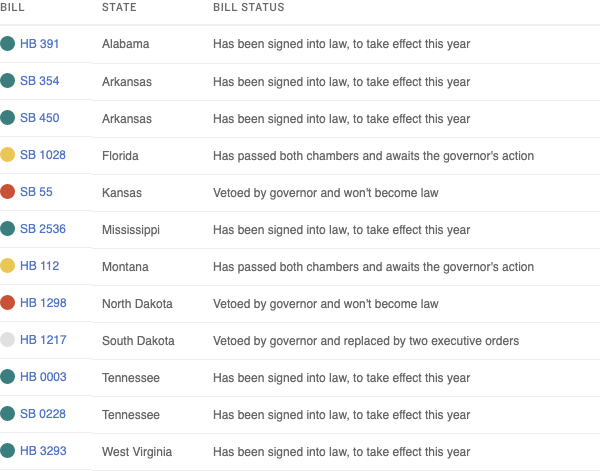 BILL STATE BILL STATUS
HB 391 Alabama Has been signed into law, to take effect this year
SB 354 Arkansas Has been signed into law, to take effect this year
SB 450 Arkansas Has been signed into law, to take effect this year
SB 1028 Florida Has passed both chambers and awaits the governor's action
SB 55 Kansas Vetoed by governor and won't become law
SB 2536 Mississippi Has been signed into law, to take effect this year
HB 112 Montana Has passed both chambers and awaits the governor's action
HB 1298 North Dakota Vetoed by governor and won't become law
HB 1217 South Dakota Vetoed by governor and replaced by two executive orders
HB 0003 Tennessee Has been signed into law, to take effect this year
SB 0228 Tennessee Has been signed into law, to take effect this year
HB 3293 West Virginia Has been signed into law, to take effect this year